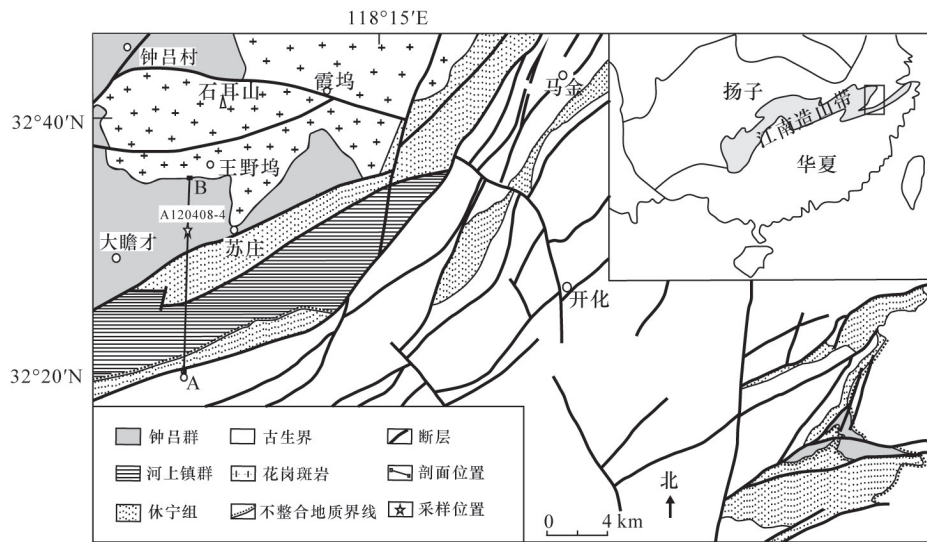 118°15′E
钟吕村
石耳山
霞坞
马金
32°40′N
王野坞
B
A120408-4
苏庄
大瞻才
开化
32°20′N
A
扬子
江南造山带
华夏
钟吕群
古生界
断层
河上镇群
花岗斑岩
剖面位置
休宁组
不整合地质界线
采样位置
北
0 4 km